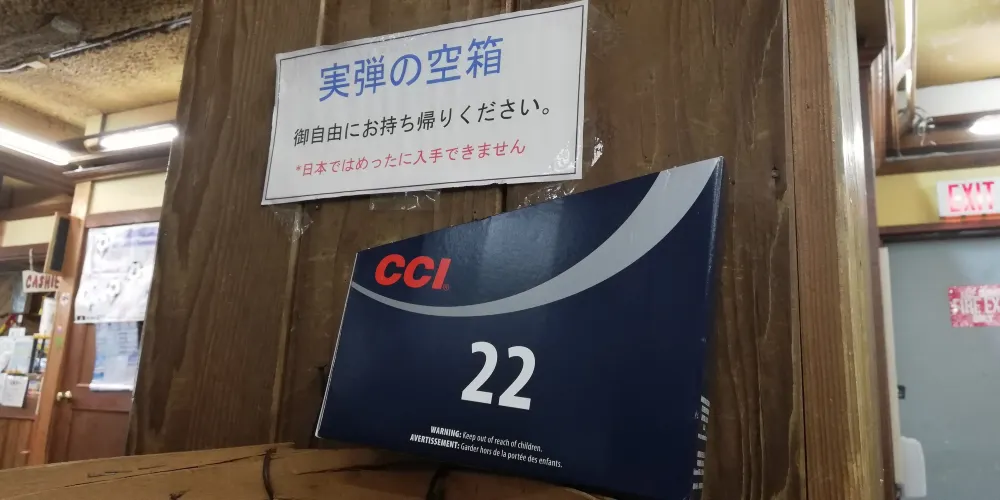 実弾の空箱
御自由にお持ち帰りください。
*日本ではめったに入手できません
CCI
22
WARNING: Keep out of reach of children.
AVERTISSEMENT: Garder hors de la portée des enfants.
EXIT